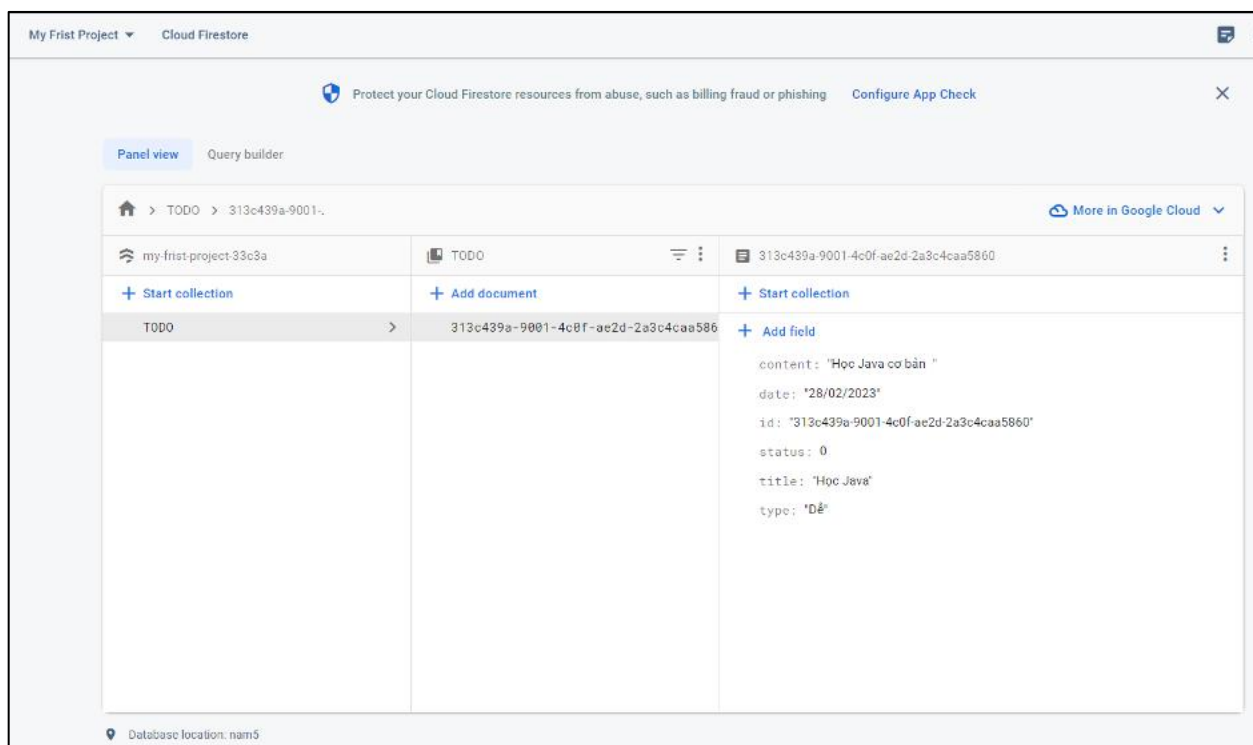 My Frist Project Cloud Firestore
Protect your Cloud Firestore resources from abuse, such as billing fraud or phishing Configure App Check
Panel view Query builder
> TODO > 313c439a-9001-.. More in Google Cloud
my-frist-project-33c3a
+ Start collection
TODO
TODO
+ Add document
313c439a-9001-4c0f-ae2d-2a3c4caa586
313c439a-9001-4c0f-ae2d-2a3c4caa5860
+ Start collection
+ Add field
content: "Học Java cơ bản "
date: "28/02/2023"
id: "313c439a-9001-4c0f-ae2d-2a3c4caa5860"
status: 0
title: "Học Java"
type: "Dễ"
Database location: nam5